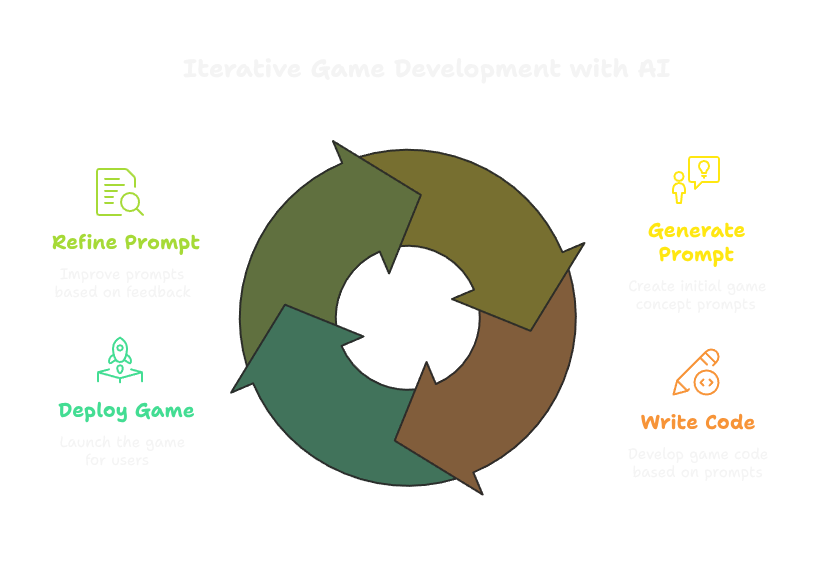 Iterative Game Development with AI
Refine Prompt
Improve prompts
based on feedback
Generate
Prompt
Create initial game
concept prompts
Deploy Game
Launch the game
for users
Write Code
Develop game code
based on prompts